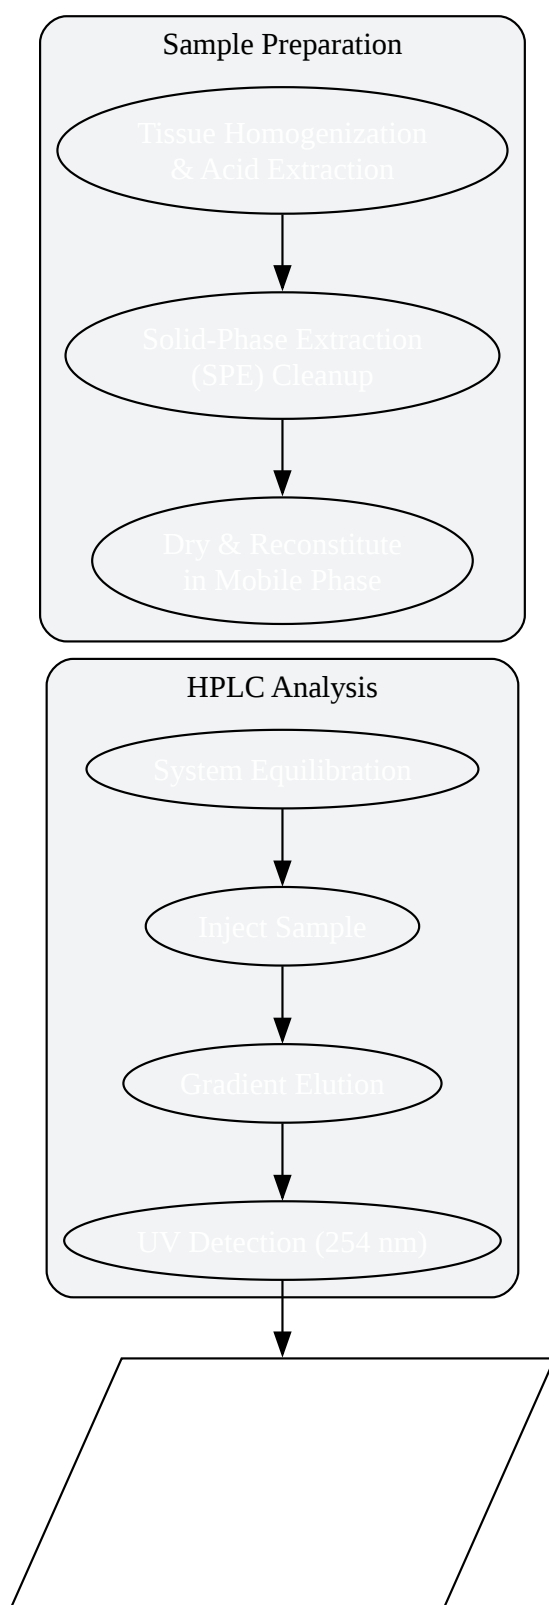 Sample Preparation
Tissue Homogenization
& Acid Extraction
Solid-Phase Extraction
(SPE) Cleanup
Dry & Reconstitute
in Mobile Phase
HPLC Analysis
System Equilibration
Inject Sample
Gradient Elution
UV Detection (254 nm)